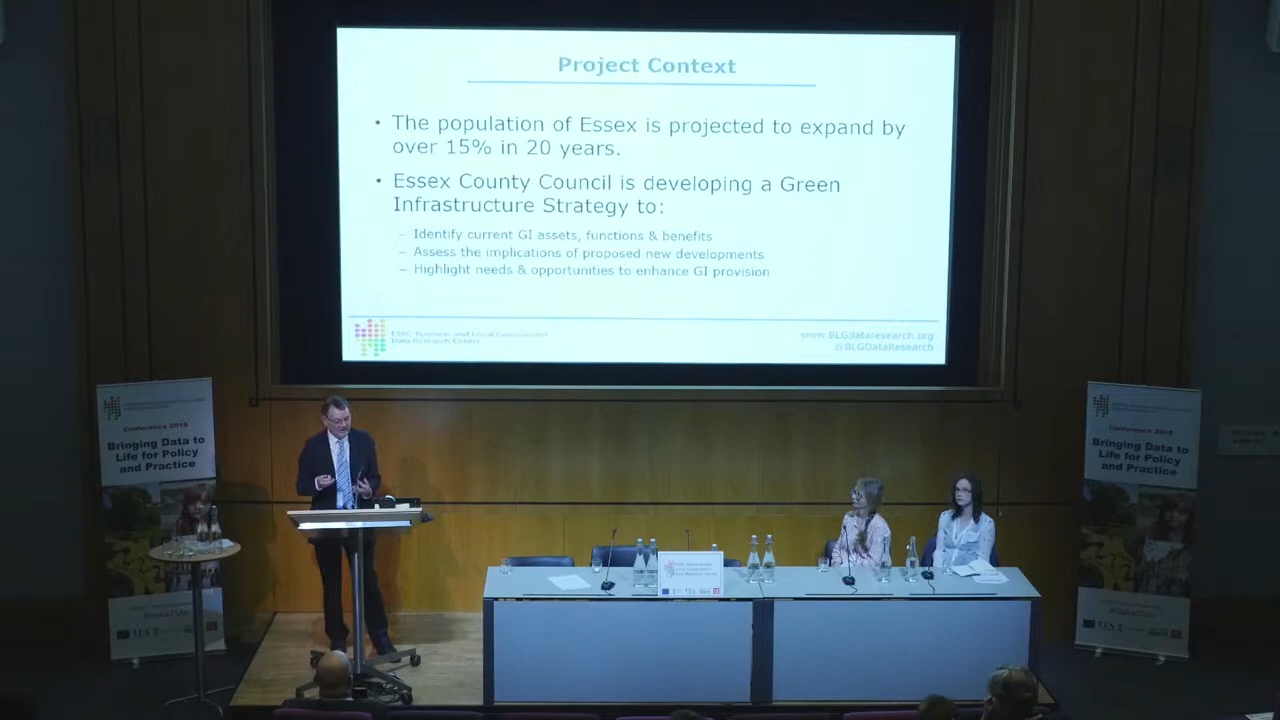 Project Context
• The population of Essex is projected to expand by
over 15% in 20 years.
• Essex County Council is developing a Green
Infrastructure Strategy to:
– Identify current GI assets, functions & benefits
– Assess the implications of proposed new developments
– Highlight needs & opportunities to enhance GI provision
ESRC Business and Local Government
Data Research Centre
www.BLGdataresearch.org
@BLGDataResearch
Conference 2018
Bringing Data to
Life for Policy
and Practice
Conference 2018
Bringing Data to
Life for Policy
and Practice